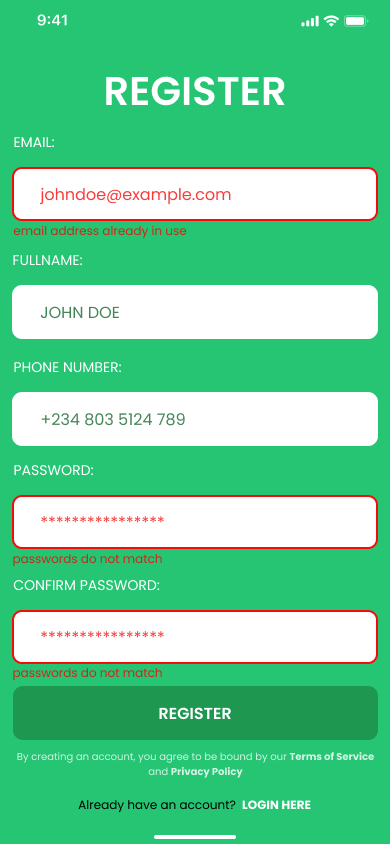 9:41
REGISTER
EMAIL:
johndoe@example.com
email address already in use
FULLNAME:
JOHN DOE
PHONE NUMBER:
+234 803 5124 789
PASSWORD:
****************
passwords do not match
CONFIRM PASSWORD:
****************
passwords do not match
REGISTER
By creating an account, you agree to be bound by our Terms of Service
and Privacy Policy
Already have an account? LOGIN HERE